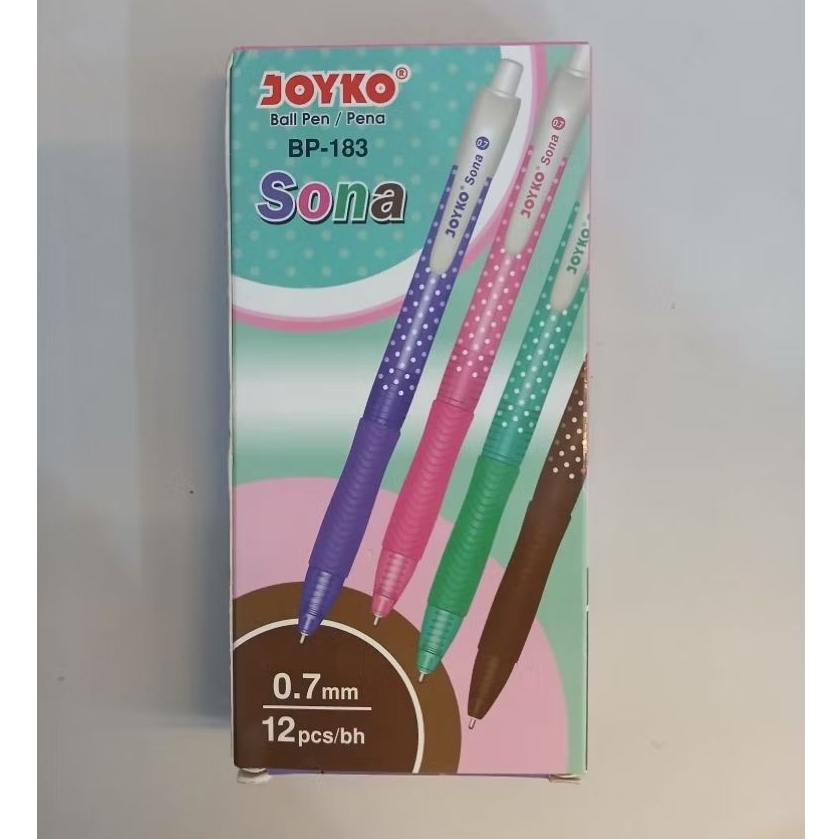 JOYKO®
Ball Pen / Pena
BP-183
Sona
JOYKO® Sona 0.7
JOYKO® Sona 0.7
JOYKO®
0.7mm
12pcs/bh